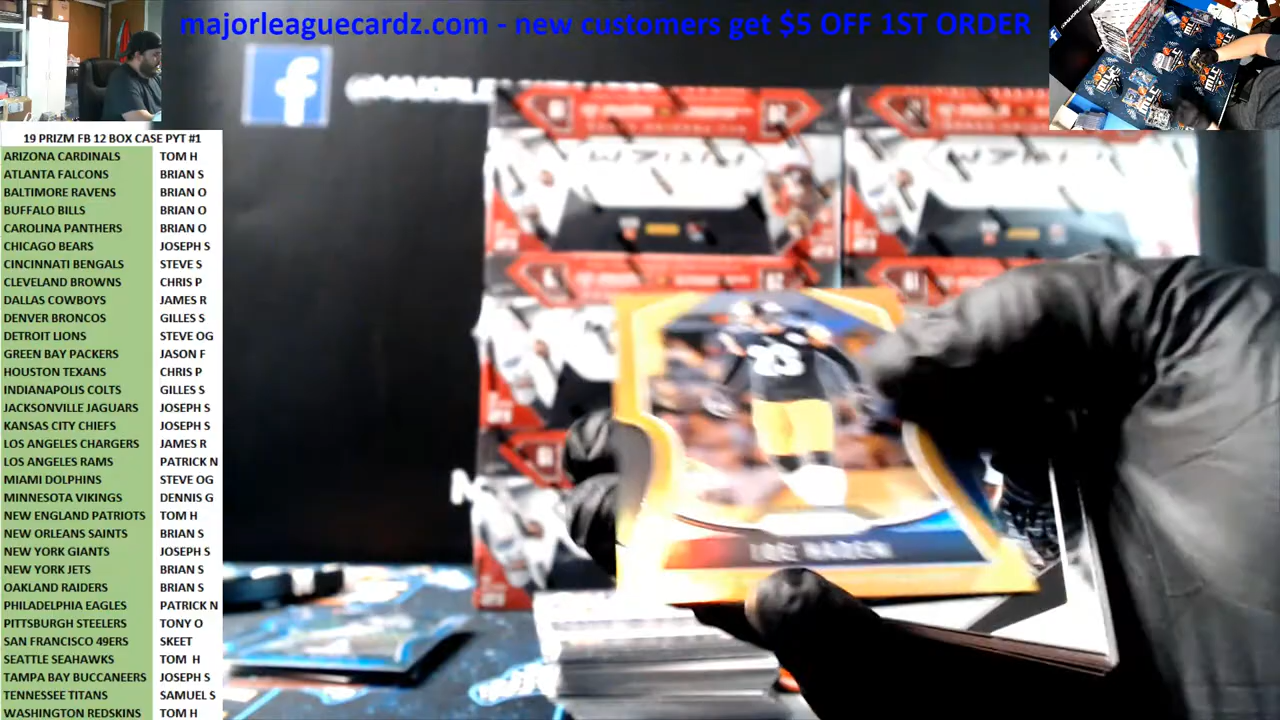 majorleaguecardz.com - new customers get $5 OFF 1ST ORDER
19 PRIZM FB 12 BOX CASE PYT #1
ARIZONA CARDINALS TOM H
ATLANTA FALCONS BRIAN S
BALTIMORE RAVENS BRIAN O
BUFFALO BILLS BRIAN O
CAROLINA PANTHERS BRIAN O
CHICAGO BEARS JOSEPH S
CINCINNATI BENGALS STEVE S
CLEVELAND BROWNS CHRIS P
DALLAS COWBOYS JAMES R
DENVER BRONCOS GILLES S
DETROIT LIONS STEVE OG
GREEN BAY PACKERS JASON F
HOUSTON TEXANS CHRIS P
INDIANAPOLIS COLTS GILLES S
JACKSONVILLE JAGUARS JOSEPH S
KANSAS CITY CHIEFS JOSEPH S
LOS ANGELES CHARGERS JAMES R
LOS ANGELES RAMS PATRICK N
MIAMI DOLPHINS STEVE OG
MINNESOTA VIKINGS DENNIS G
NEW ENGLAND PATRIOTS TOM H
NEW ORLEANS SAINTS BRIAN S
NEW YORK GIANTS JOSEPH S
NEW YORK JETS BRIAN S
OAKLAND RAIDERS BRIAN S
PHILADELPHIA EAGLES PATRICK N
PITTSBURGH STEELERS TONY O
SAN FRANCISCO 49ERS SKEET
SEATTLE SEAHAWKS TOM H
TAMPA BAY BUCCANEERS JOSEPH S
TENNESSEE TITANS SAMUEL S
WASHINGTON REDSKINS TOM H
f
PRIZM
PRIZM
23
JOE HADEN